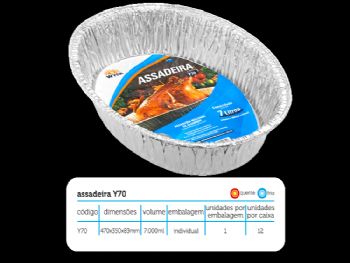 ASSADEIRA
Y70
7 Litros
assadeira Y70
quente
frio
código dimensões volume embalagem unidades por embalagem unidades por caixa
Y70 470x350x83mm 7.000ml individual 1 12